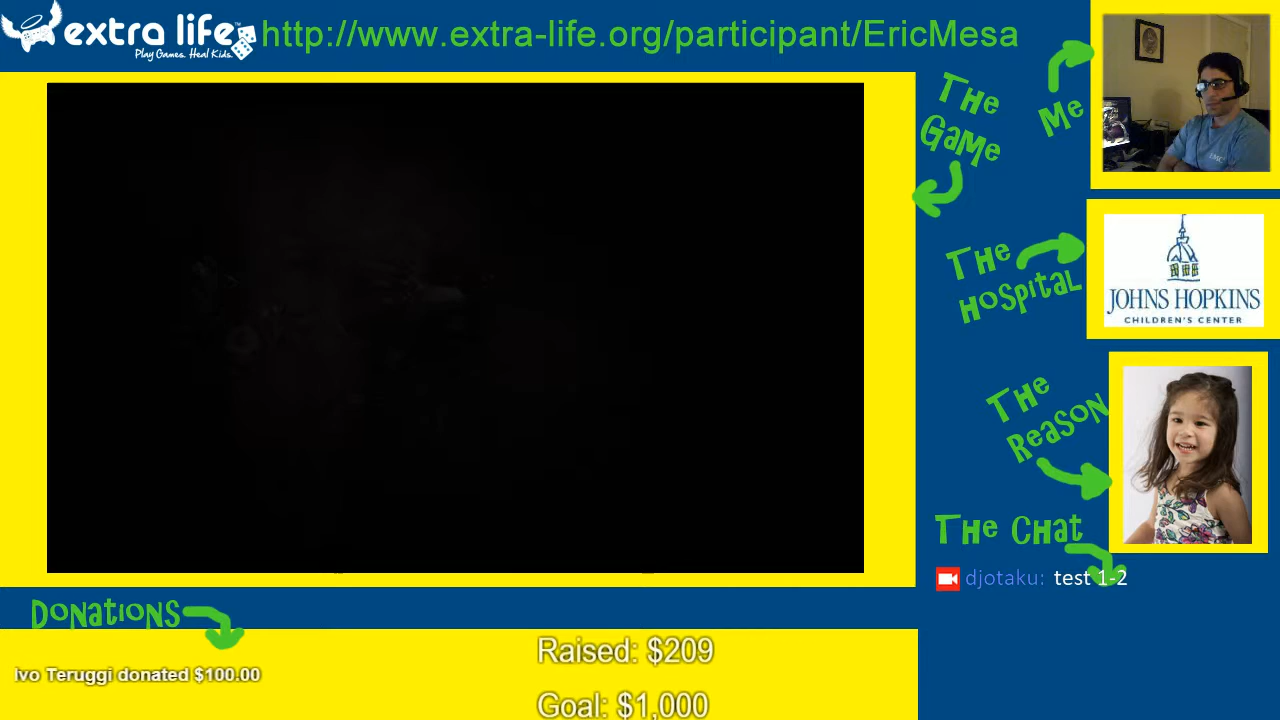 extra life
Play Games. Heal Kids.
http://www.extra-life.org/participant/EricMesa
The
Game
Me
The
Hospital
JOHNS HOPKINS
CHILDREN'S CENTER
The
Reason
The Chat
djotaku: test 1-2
Donations
Ivo Teruggi donated $100.00
Raised: $209
Goal: $1,000